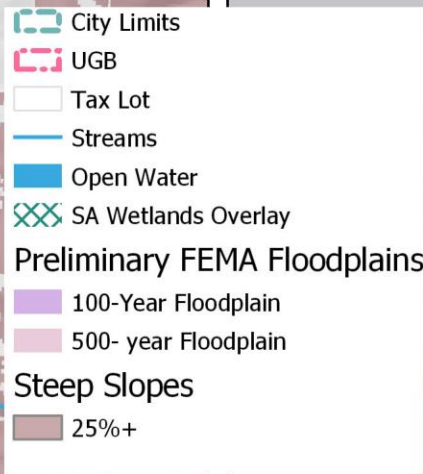 City Limits
UGB
Tax Lot
Streams
Open Water
SA Wetlands Overlay
Preliminary FEMA Floodplains
100-Year Floodplain
500- year Floodplain
Steep Slopes
25%+